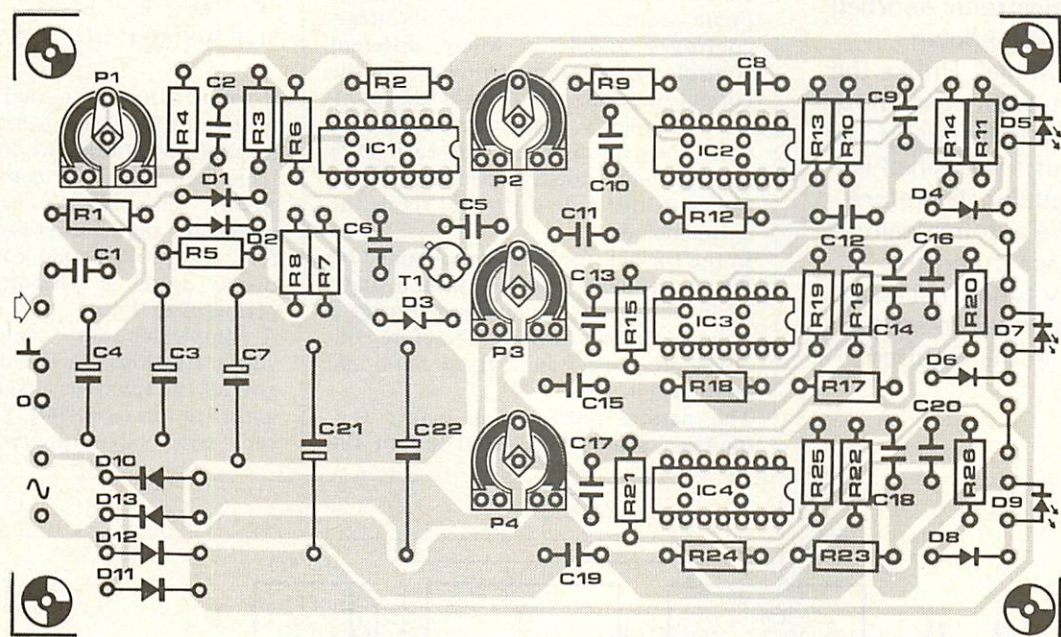 P1
R4
C2
R3
R6
R2
IC1
P2
R9
C8
C10
IC2
R13
R10
C9
R14
R11
D5
D1
D2
R1
R5
C1
R8
R7
C6
C5
T1
D3
C11
R12
C12
C16
D4
C4
C3
C7
C21
C22
P3
C13
R15
IC3
R19
R16
C14
R20
D7
D6
C15
R18
R17
O
D10
D13
D12
D11
P4
C17
R21
IC4
R25
R22
C18
C20
R26
D9
D8
C19
R24
R23